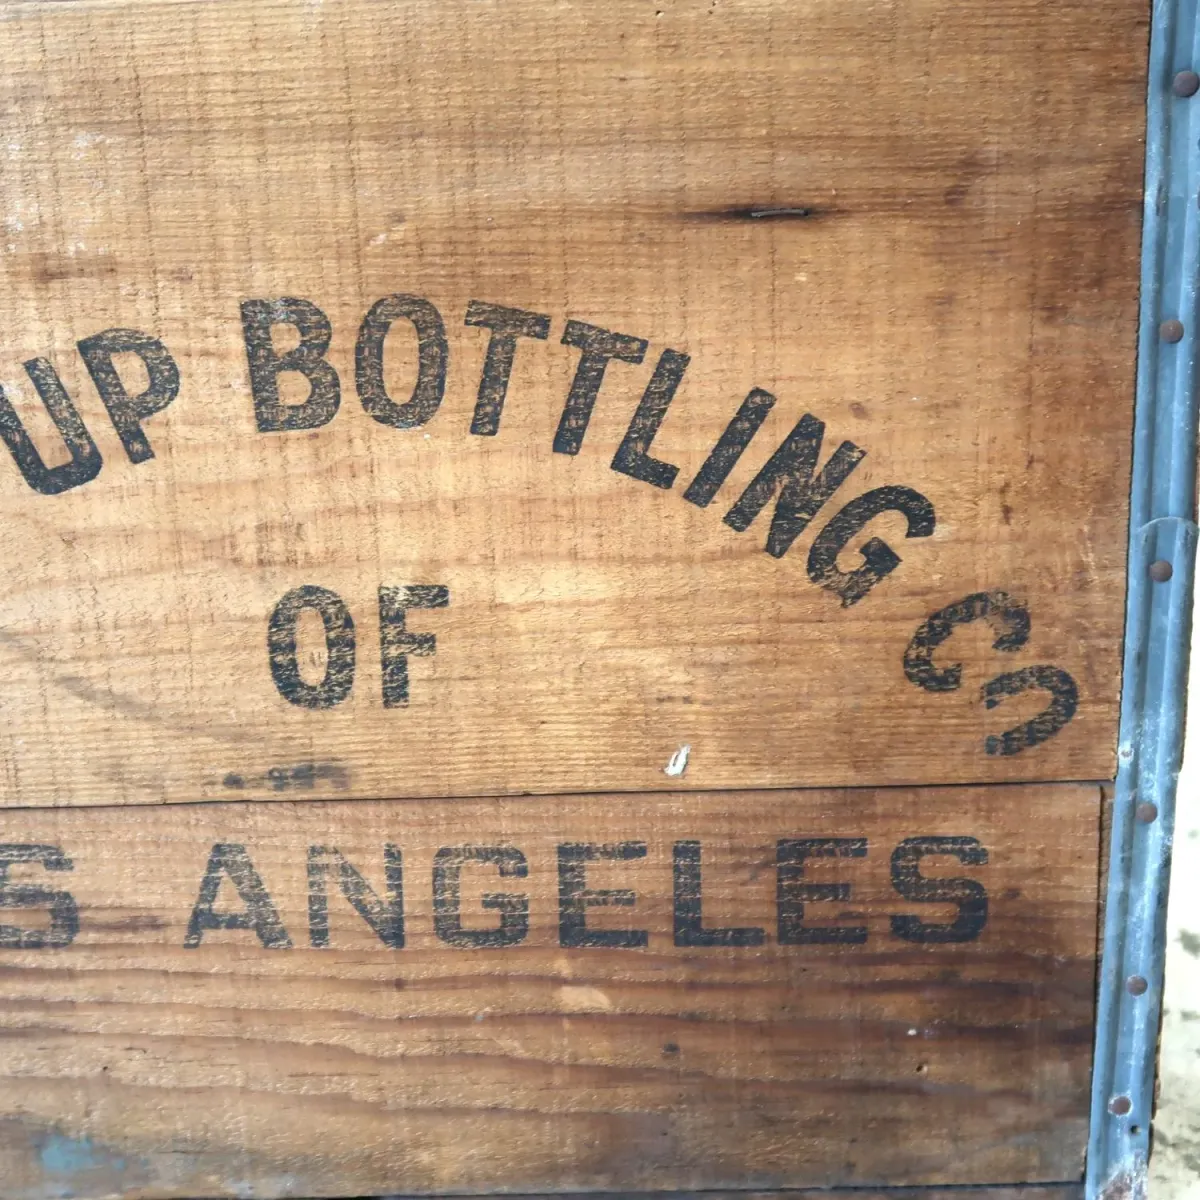 UP BOTTLING CO
OF
S ANGELES